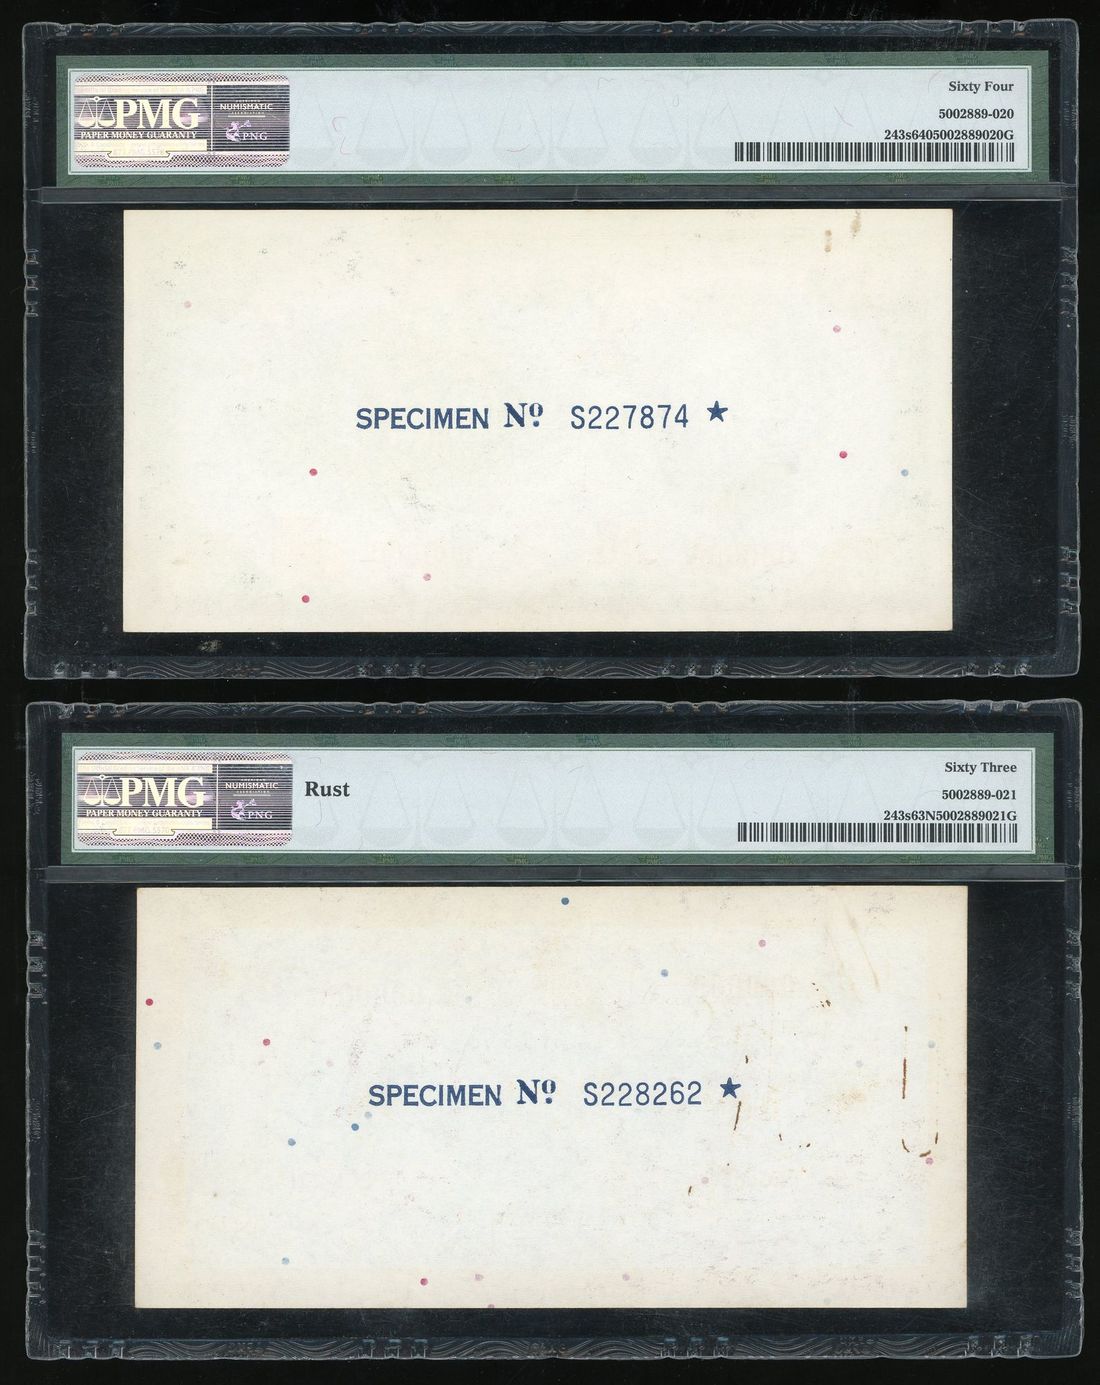 PMG
PAPER MONEY GUARANTY
NUMISMATIC
PNG
Sixty Four
5002889-020
243s6405002889020G
SPECIMEN Nº S227874 ★
PMG
PAPER MONEY GUARANTY
NUMISMATIC
PNG
Rust
Sixty Three
5002889-021
243s63N5002889021G
SPECIMEN Nº S228262 ★